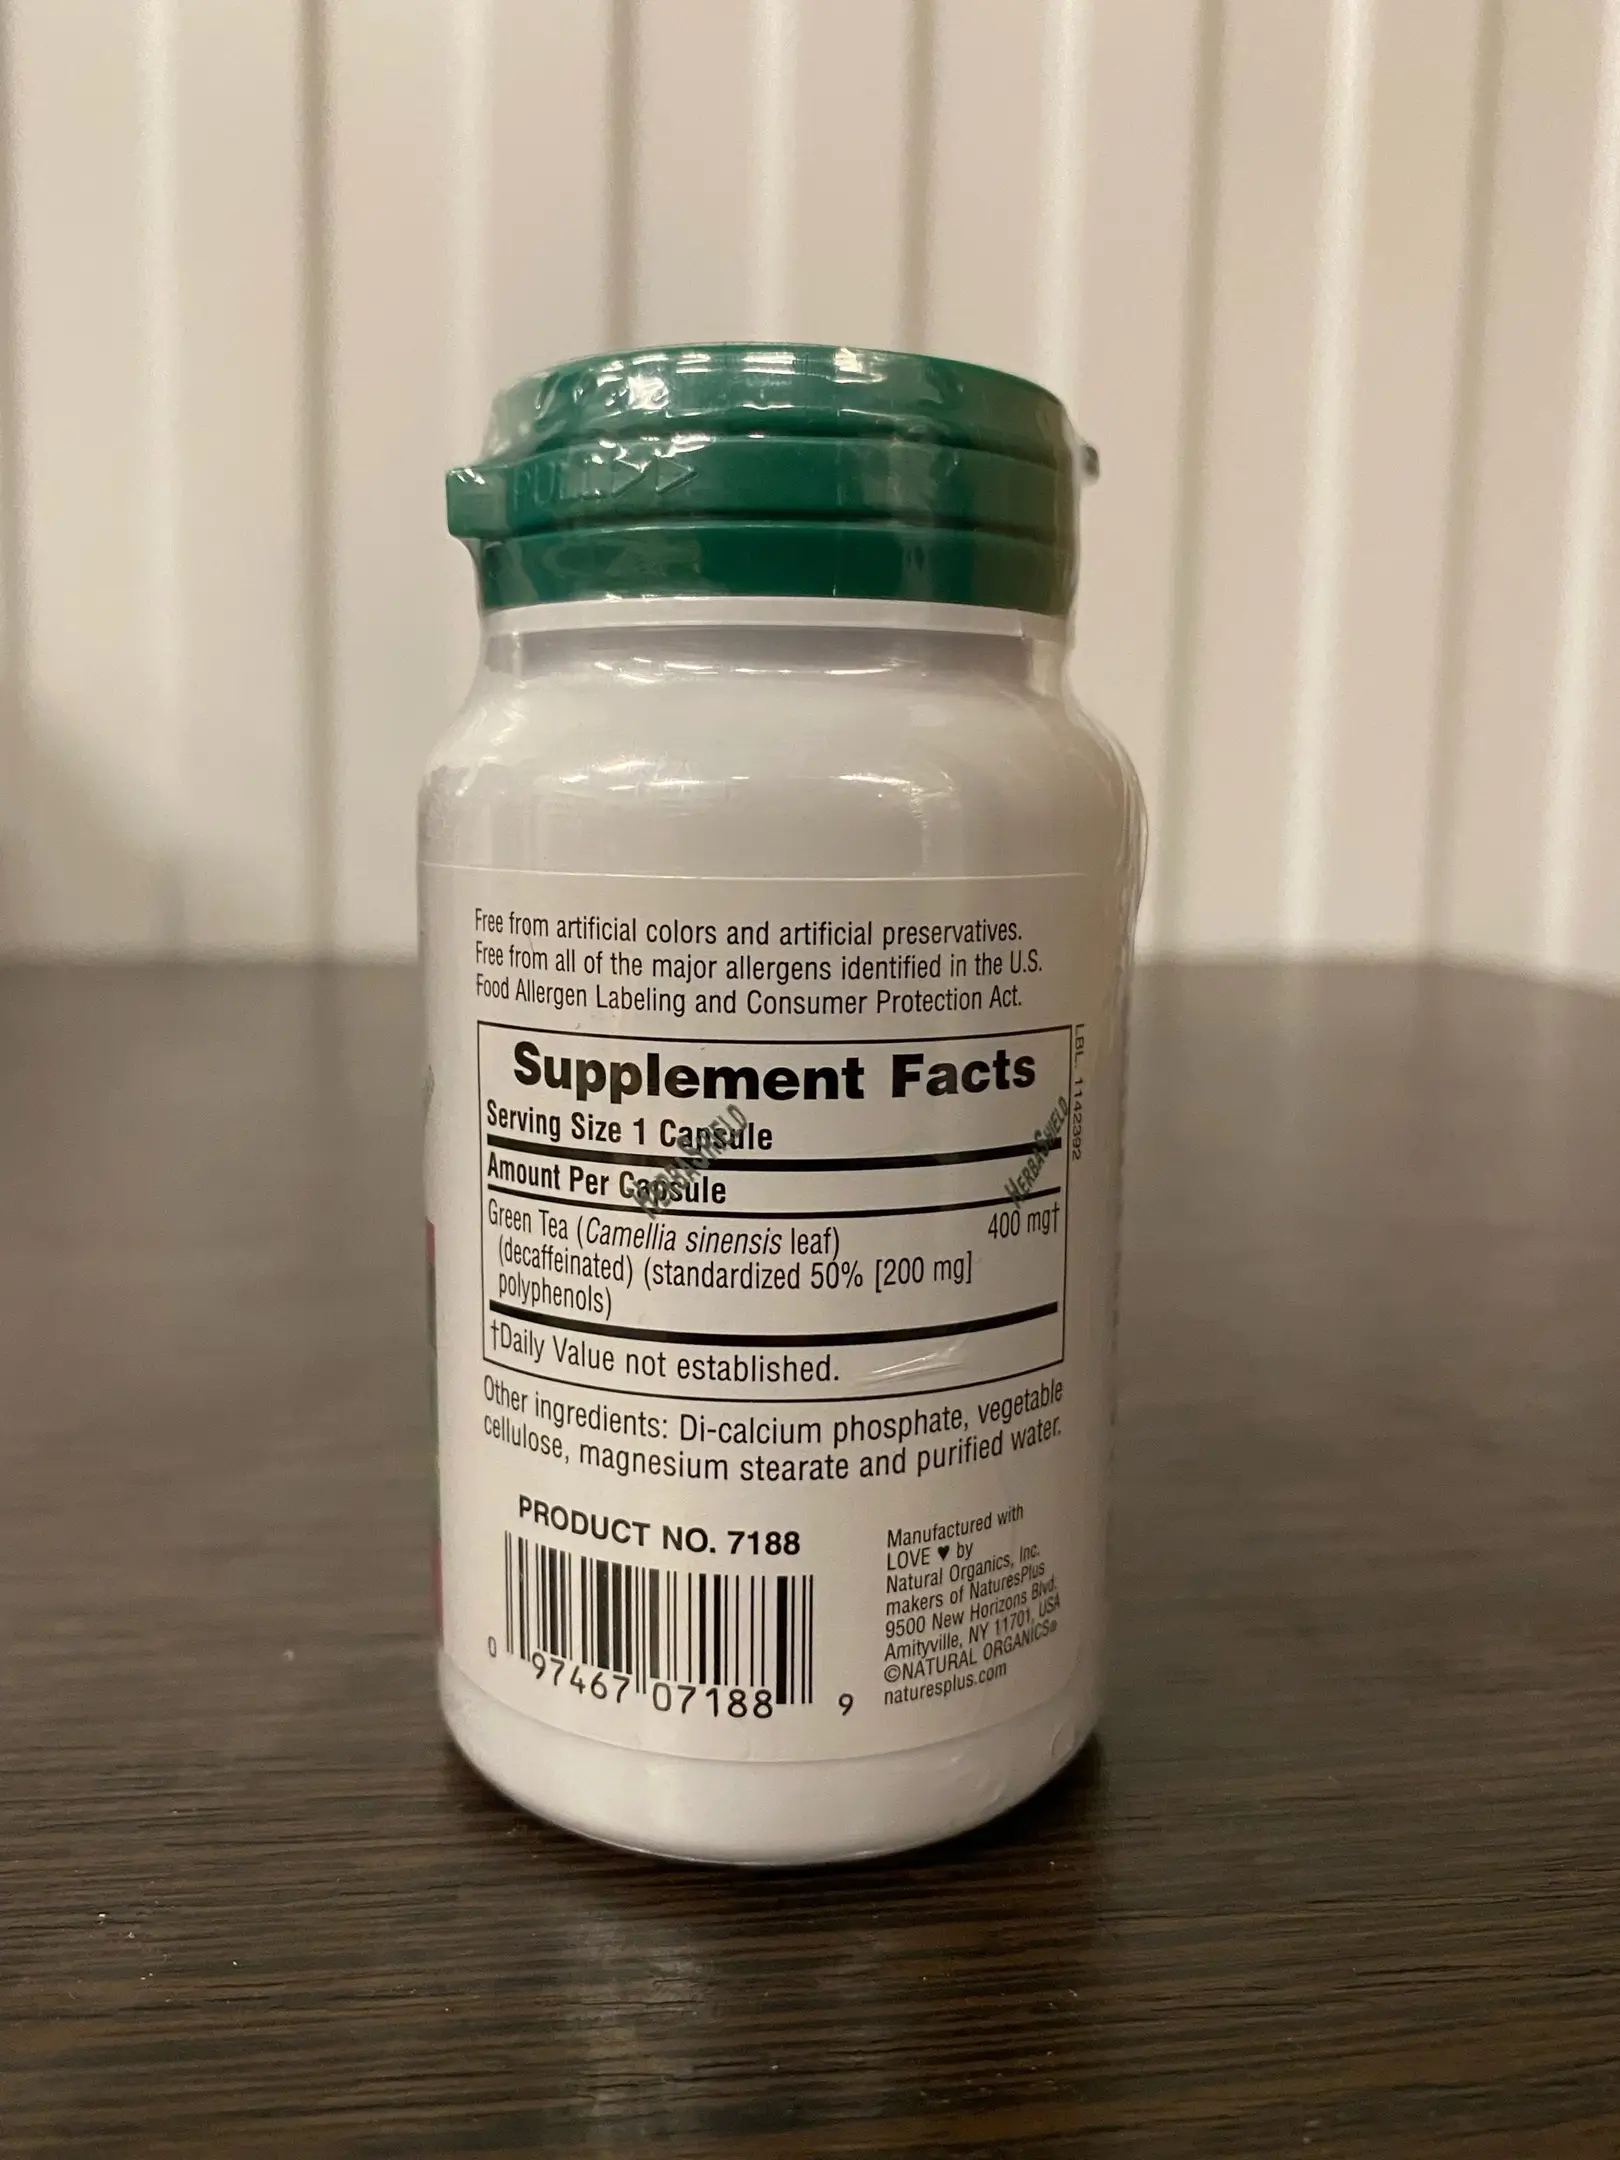 PULL
Free from artificial colors and artificial preservatives.
Free from all of the major allergens identified in the U.S.
Food Allergen Labeling and Consumer Protection Act.
Supplement Facts
Serving Size 1 Capsule
Amount Per Capsule
Green Tea (Camellia sinensis leaf) 400 mg†
(decaffeinated) (standardized 50% [200 mg]
polyphenols)
†Daily Value not established.
HERBASHIELD
HERBASHIELD
LBL. 1142392
Other ingredients: Di-calcium phosphate, vegetable
cellulose, magnesium stearate and purified water.
PRODUCT NO. 7188
0 97467 07188 9
Manufactured with
LOVE ♥ by
Natural Organics, Inc.
makers of NaturesPlus
9500 New Horizons Blvd.
Amityville, NY 11701, USA
©NATURAL ORGANICS®
naturesplus.com